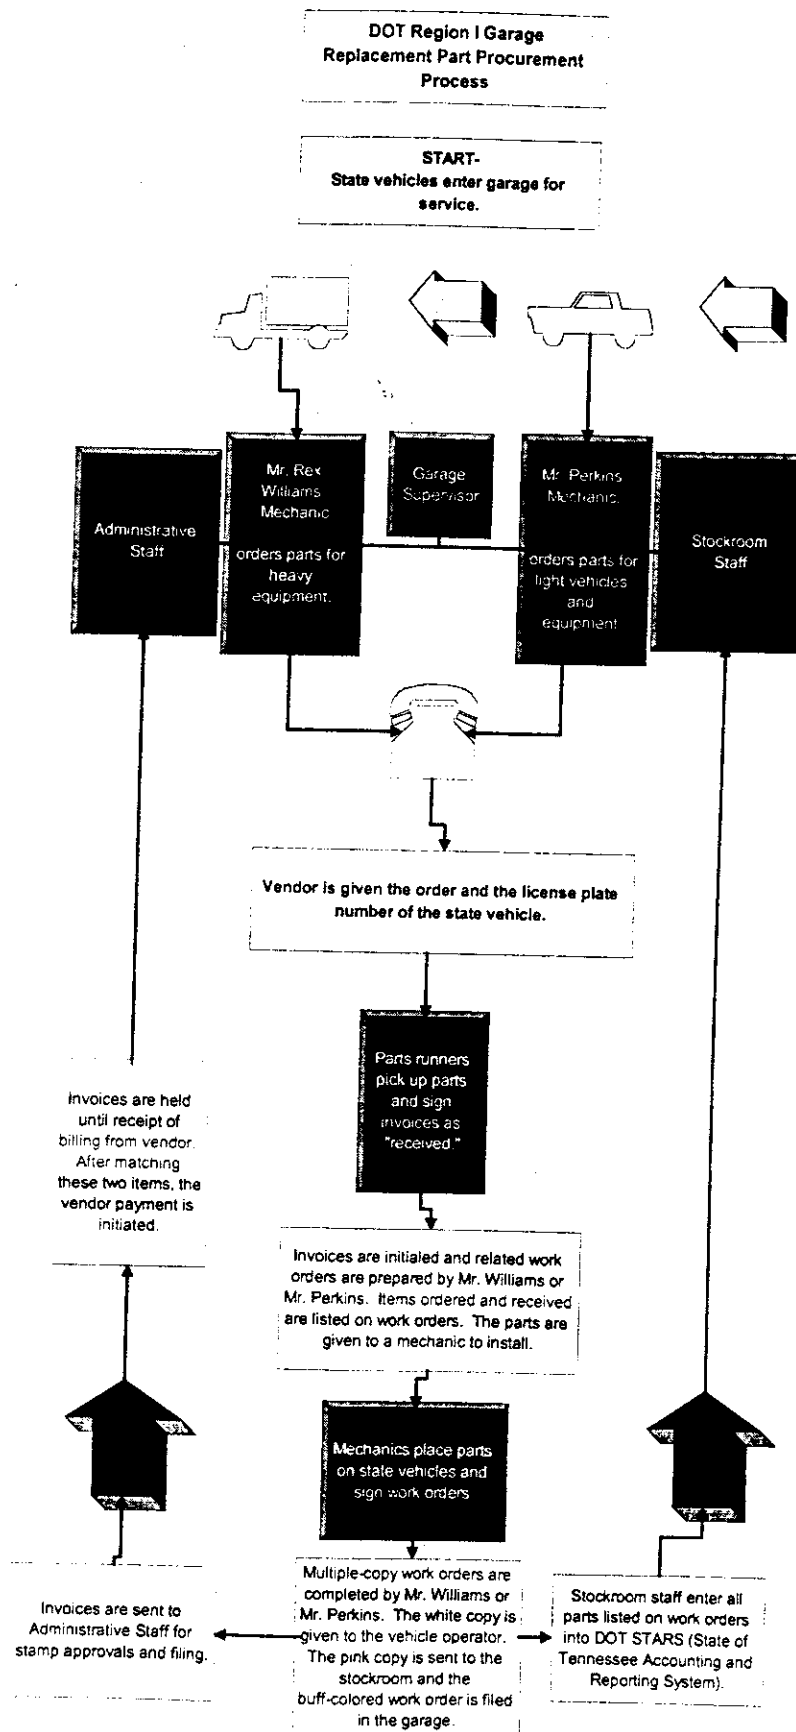 DOT Region I Garage
Replacement Part Procurement
Process
START-
State vehicles enter garage for
service.
Administrative
Staff
Mr. Rex
Williams
Mechanic
orders parts for
heavy
equipment.
Garage
Supervisor
Mr. Perkins
Mechanic.
orders parts for
light vehicles
and
equipment
Stockroom
Staff
Vendor is given the order and the license plate
number of the state vehicle.
Parts runners
pick up parts
and sign
invoices as
"received."
Invoices are held
until receipt of
billing from vendor.
After matching
these two items, the
vendor payment is
initiated.
Invoices are initialed and related work
orders are prepared by Mr. Williams or
Mr. Perkins. Items ordered and received
are listed on work orders. The parts are
given to a mechanic to install.
Mechanics place parts
on state vehicles and
sign work orders
Invoices are sent to
Administrative Staff for
stamp approvals and filing.
Multiple-copy work orders are
completed by Mr. Williams or
Mr. Perkins. The white copy is
given to the vehicle operator.
The pink copy is sent to the
stockroom and the
buff-colored work order is filed
in the garage.
Stockroom staff enter all
parts listed on work orders
into DOT STARS (State of
Tennessee Accounting and
Reporting System).